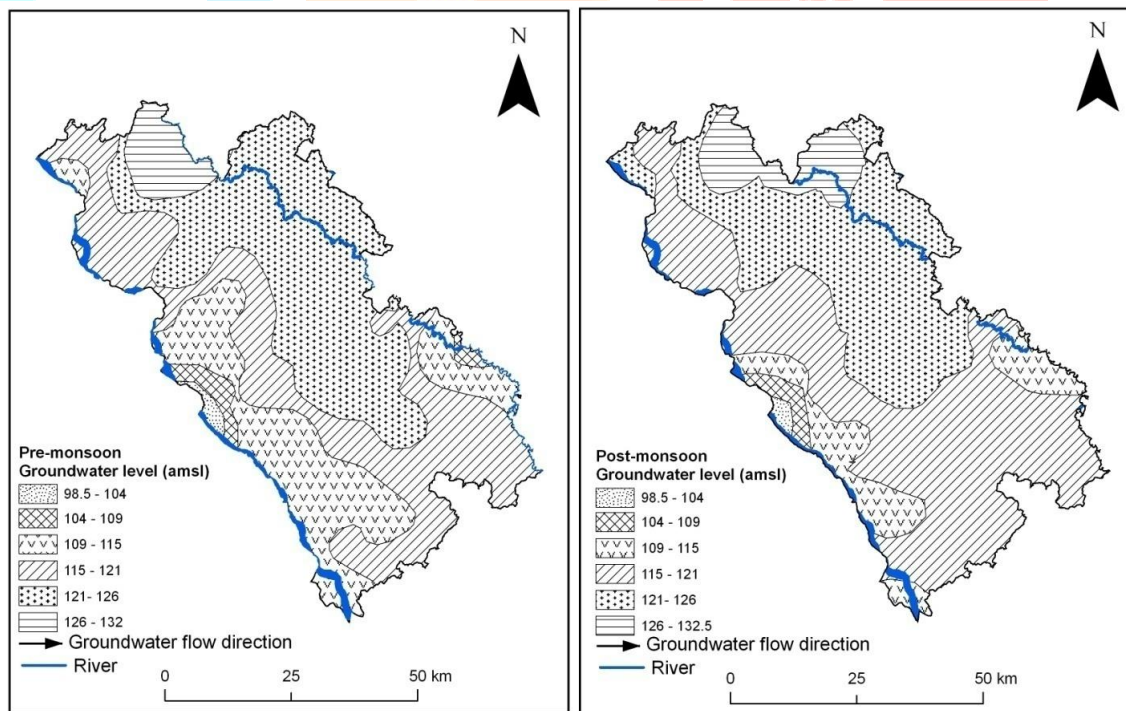 N
Pre-monsoon
Groundwater level (amsl)
98.5 - 104
104 - 109
109 - 115
115 - 121
121 - 126
126 - 132
Groundwater flow direction
River
0 25 50 km
N
Post-monsoon
Groundwater level (amsl)
98.5 - 104
104 - 109
109 - 115
115 - 121
121- 126
126 - 132.5
Groundwater flow direction
River
0 25 50 km